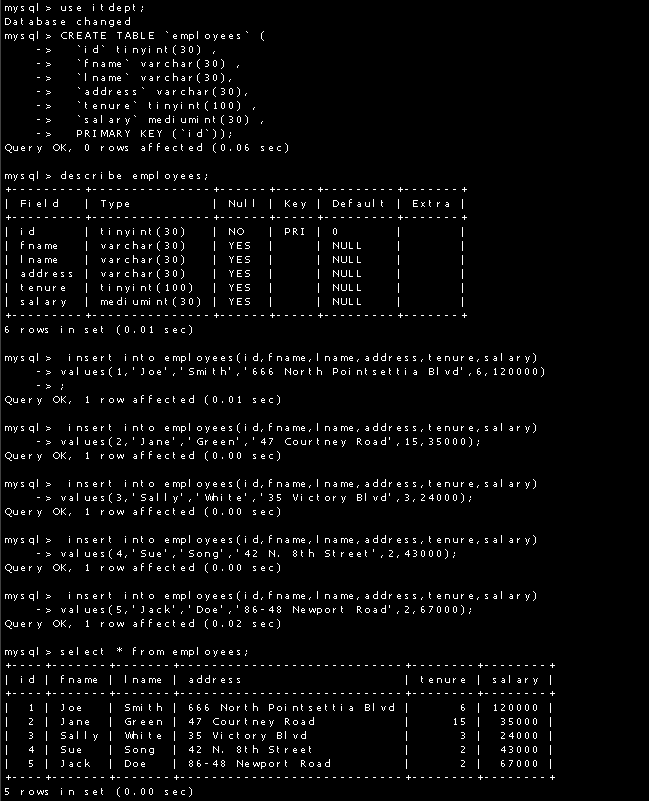 mysql> use itdept;
Database changed
mysql> CREATE TABLE `employees` (
    ->   `id` tinyint(30) ,
    ->   `fname` varchar(30) ,
    ->   `lname` varchar(30),
    ->   `address` varchar(30),
    ->   `tenure` tinyint(100) ,
    ->   `salary` mediumint(30) ,
    ->   PRIMARY KEY (`id`));
Query OK, 0 rows affected (0.06 sec)

mysql> describe employees;
+---------+---------------+------+-----+---------+-------+
| Field   | Type          | Null | Key | Default | Extra |
+---------+---------------+------+-----+---------+-------+
| id      | tinyint(30)   | NO   | PRI | 0       |       |
| fname   | varchar(30)   | YES  |     | NULL    |       |
| lname   | varchar(30)   | YES  |     | NULL    |       |
| address | varchar(30)   | YES  |     | NULL    |       |
| tenure  | tinyint(100)  | YES  |     | NULL    |       |
| salary  | mediumint(30) | YES  |     | NULL    |       |
+---------+---------------+------+-----+---------+-------+
6 rows in set (0.01 sec)

mysql>  insert into employees(id,fname,lname,address,tenure,salary)
    -> values(1,'Joe','Smith','666 North Pointsettia Blvd',6,120000)
    -> ;
Query OK, 1 row affected (0.01 sec)

mysql>  insert into employees(id,fname,lname,address,tenure,salary)
    -> values(2,'Jane','Green','47 Courtney Road',15,35000);
Query OK, 1 row affected (0.00 sec)

mysql>  insert into employees(id,fname,lname,address,tenure,salary)
    -> values(3,'Sally','White','35 Victory Blvd',3,24000);
Query OK, 1 row affected (0.00 sec)

mysql>  insert into employees(id,fname,lname,address,tenure,salary)
    -> values(4,'Sue','Song','42 N. 8th Street',2,43000);
Query OK, 1 row affected (0.00 sec)

mysql>  insert into employees(id,fname,lname,address,tenure,salary)
    -> values(5,'Jack','Doe','86-48 Newport Road',2,67000);
Query OK, 1 row affected (0.02 sec)

mysql> select * from employees;
+----+-------+-------+----------------------------+--------+--------+
| id | fname | lname | address                    | tenure | salary |
+----+-------+-------+----------------------------+--------+--------+
|  1 | Joe   | Smith | 666 North Pointsettia Blvd |      6 | 120000 |
|  2 | Jane  | Green | 47 Courtney Road           |     15 |  35000 |
|  3 | Sally | White | 35 Victory Blvd            |      3 |  24000 |
|  4 | Sue   | Song  | 42 N. 8th Street           |      2 |  43000 |
|  5 | Jack  | Doe   | 86-48 Newport Road         |      2 |  67000 |
+----+-------+-------+----------------------------+--------+--------+
5 rows in set (0.00 sec)